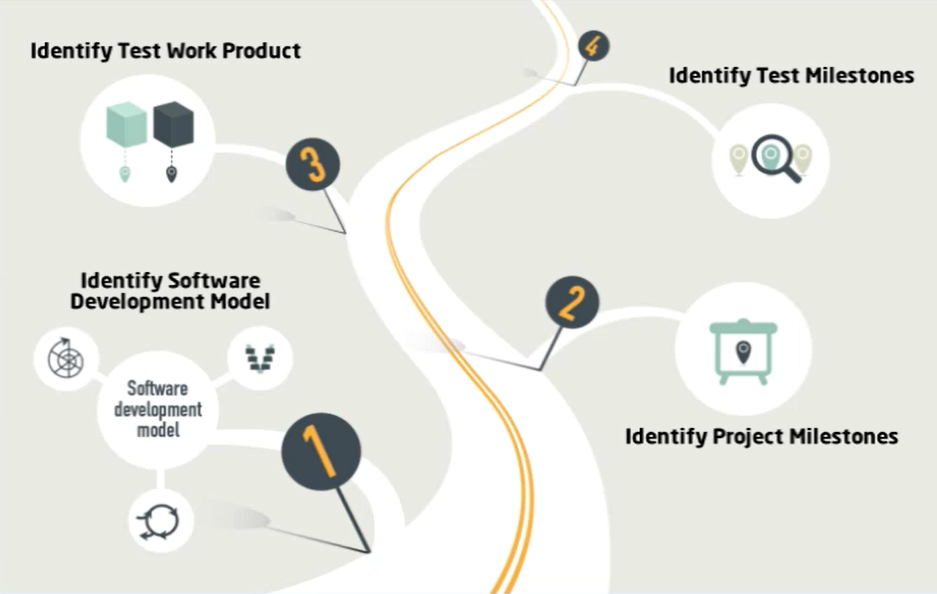 Identify Test Work Product
4
Identify Test Milestones
3
Identify Software
Development Model
2
Software
development
model
1
Identify Project Milestones